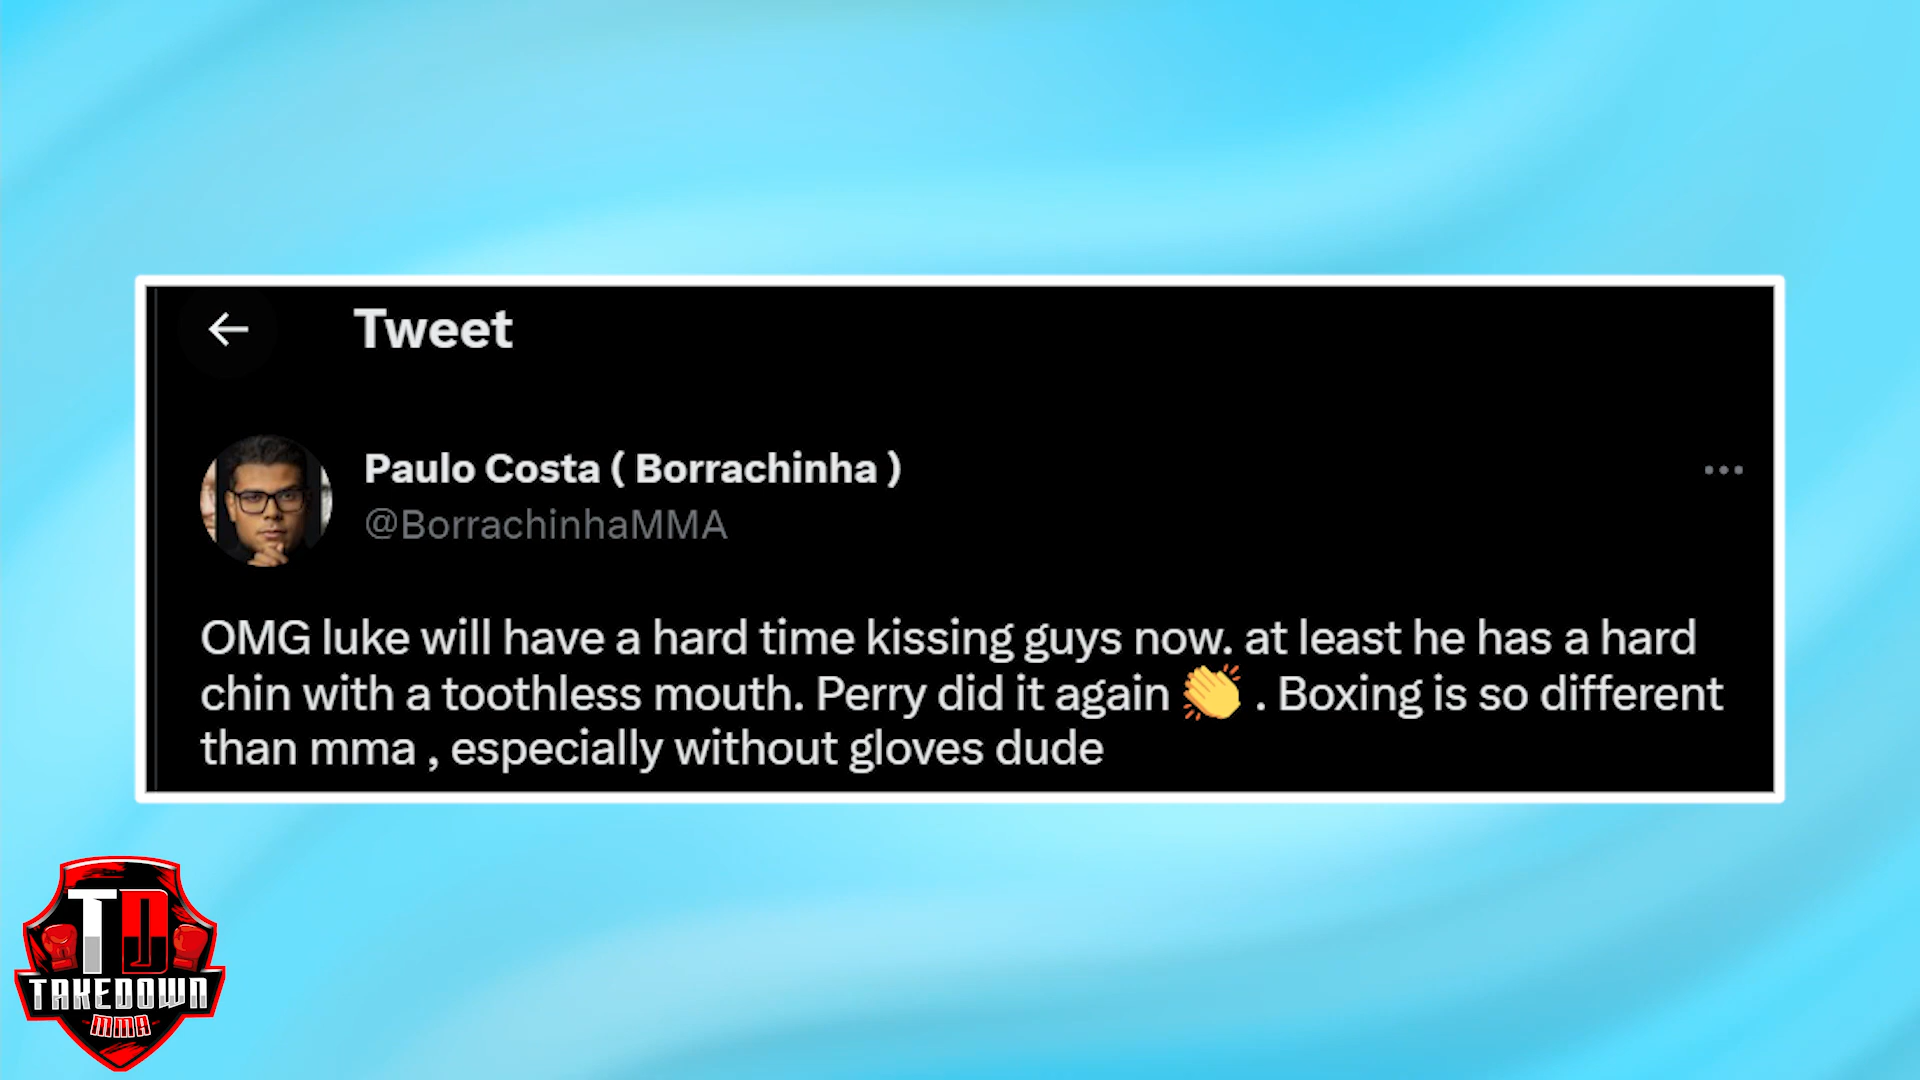 Tweet
Paulo Costa ( Borrachinha )
@BorrachinhaMMA
OMG luke will have a hard time kissing guys now. at least he has a hard
chin with a toothless mouth. Perry did it again 👏 . Boxing is so different
than mma , especially without gloves dude
TD
TAKEDOWN
MMA